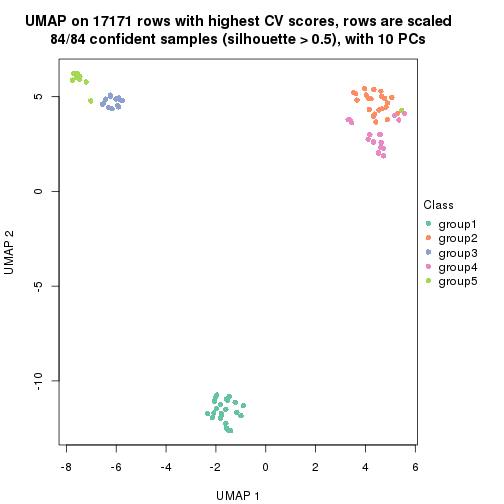 UMAP on 17171 rows with highest CV scores, rows are scaled
84/84 confident samples (silhouette > 0.5), with 10 PCs
5
0
-5
-10
UMAP 2
-8 -6 -4 -2 0 2 4 6
UMAP 1
Class
group1
group2
group3
group4
group5